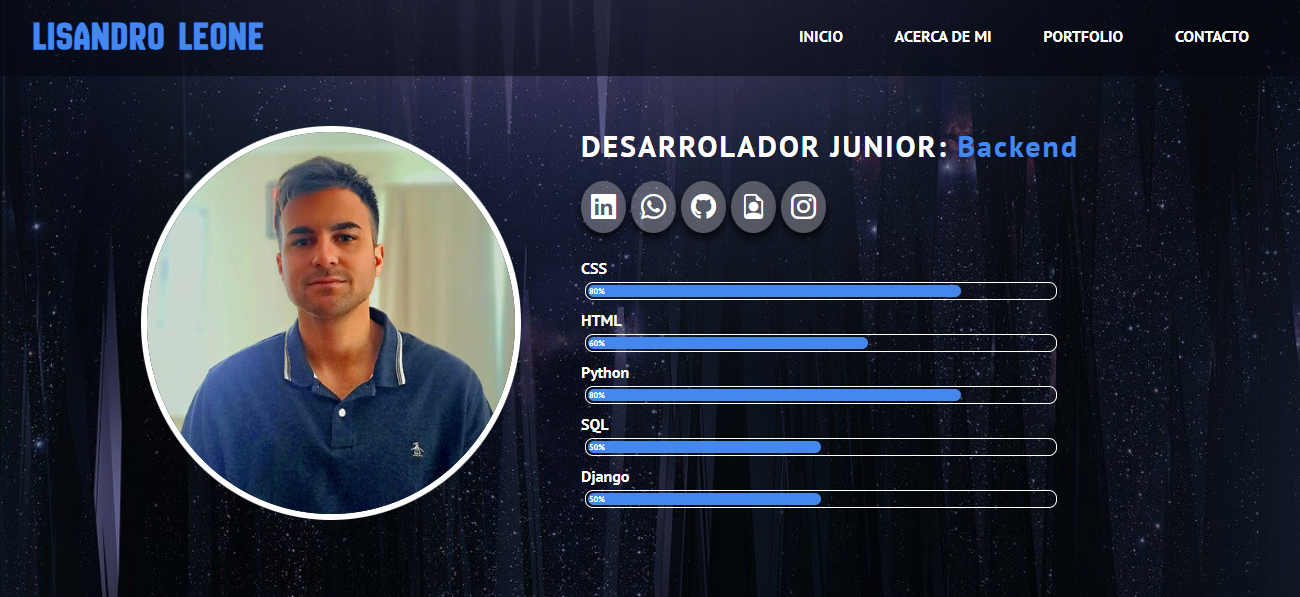 LISANDRO LEONE
INICIO ACERCA DE MI PORTFOLIO CONTACTO
DESARROLADOR JUNIOR: Backend
in
CSS
80%
HTML
60%
Python
80%
SQL
50%
Django
50%